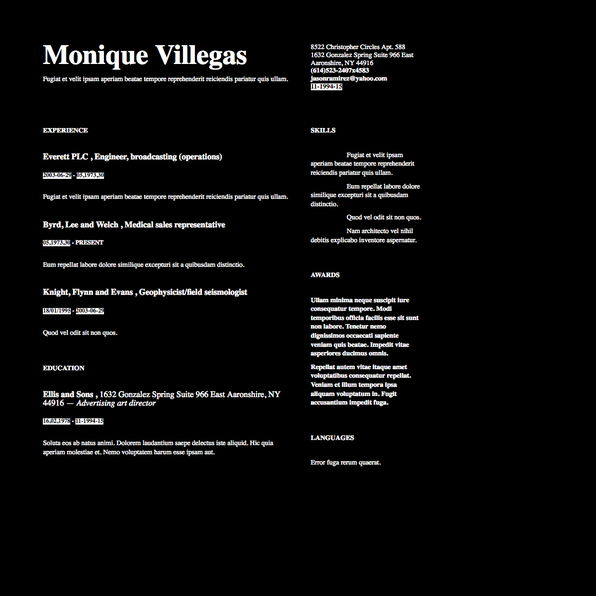 Monique Villegas
Fugiat et velit ipsam aperiam beatae tempore reprehenderit reiciendis pariatur quis ullam.
8522 Christopher Circles Apt. 588
1632 Gonzalez Spring Suite 966 East
Aaronshire, NY 44916
(614)523-2407x4583
jasonramirez@yahoo.com
11-1994-15
EXPERIENCE
Everett PLC , Engineer, broadcasting (operations)
2003-06-29 - 05.1973.30
Fugiat et velit ipsam aperiam beatae tempore reprehenderit reiciendis pariatur quis ullam.
Byrd, Lee and Welch , Medical sales representative
05.1973.30 - PRESENT
Eum repellat labore dolore similique excepturi sit a quibusdam distinctio.
Knight, Flynn and Evans , Geophysicist/field seismologist
18/01/1998 - 2003-06-29
Quod vel odit sit non quos.
EDUCATION
Ellis and Sons , 1632 Gonzalez Spring Suite 966 East Aaronshire, NY
44916 — Advertising art director
16.02.1978 - 11-1994-15
Soluta eos ab natus animi. Dolorem laudantium saepe delectus iste aliquid. Hic quia
aperiam molestiae et. Nemo voluptatem harum esse ipsam aut.
SKILLS
Fugiat et velit ipsam
aperiam beatae tempore reprehenderit
reiciendis pariatur quis ullam.
Eum repellat labore dolore
similique excepturi sit a quibusdam
distinctio.
Quod vel odit sit non quos.
Nam architecto vel nihil
debitis explicabo inventore aspernatur.
AWARDS
Ullam minima neque suscipit iure
consequatur tempore. Modi
temporibus officia facilis esse sit sunt
non labore. Tenetur nemo
dignissimos occaecati sapiente
veniam quis beatae. Impedit vitae
asperiores ducimus omnis.
Repellat autem vitae itaque amet
voluptatibus consequatur repellat.
Veniam et illum tempora ipsa
aliquam voluptatum in. Fugit
accusantium impedit fuga.
LANGUAGES
Error fuga rerum quaerat.